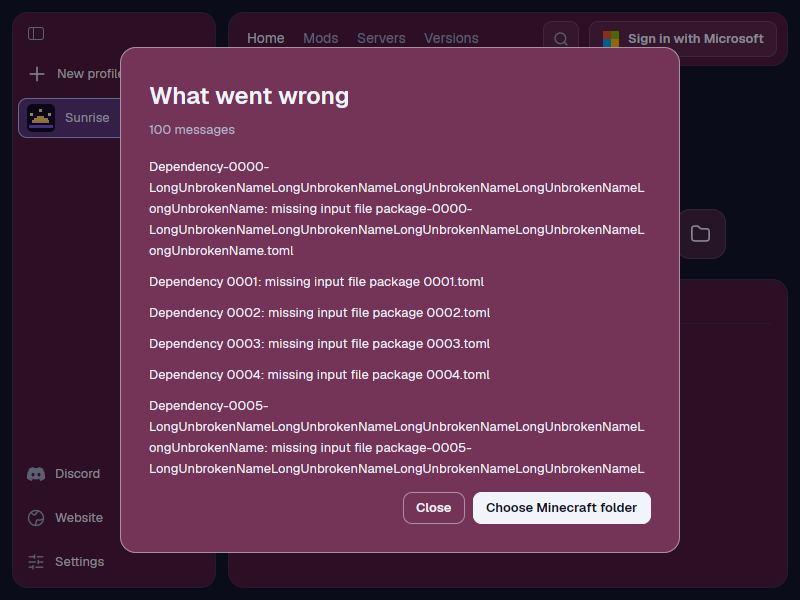 Home Mods Servers Versions
Sign in with Microsoft
New profile
Sunrise
What went wrong
100 messages
Dependency-0000-
LongUnbrokenNameLongUnbrokenNameLongUnbrokenNameLongUnbrokenNameL
ongUnbrokenName: missing input file package-0000-
LongUnbrokenNameLongUnbrokenNameLongUnbrokenNameLongUnbrokenNameL
ongUnbrokenName.toml
Dependency 0001: missing input file package 0001.toml
Dependency 0002: missing input file package 0002.toml
Dependency 0003: missing input file package 0003.toml
Dependency 0004: missing input file package 0004.toml
Dependency-0005-
LongUnbrokenNameLongUnbrokenNameLongUnbrokenNameLongUnbrokenNameL
ongUnbrokenName: missing input file package-0005-
LongUnbrokenNameLongUnbrokenNameLongUnbrokenNameLongUnbrokenNameL
Close
Choose Minecraft folder
Discord
Website
Settings